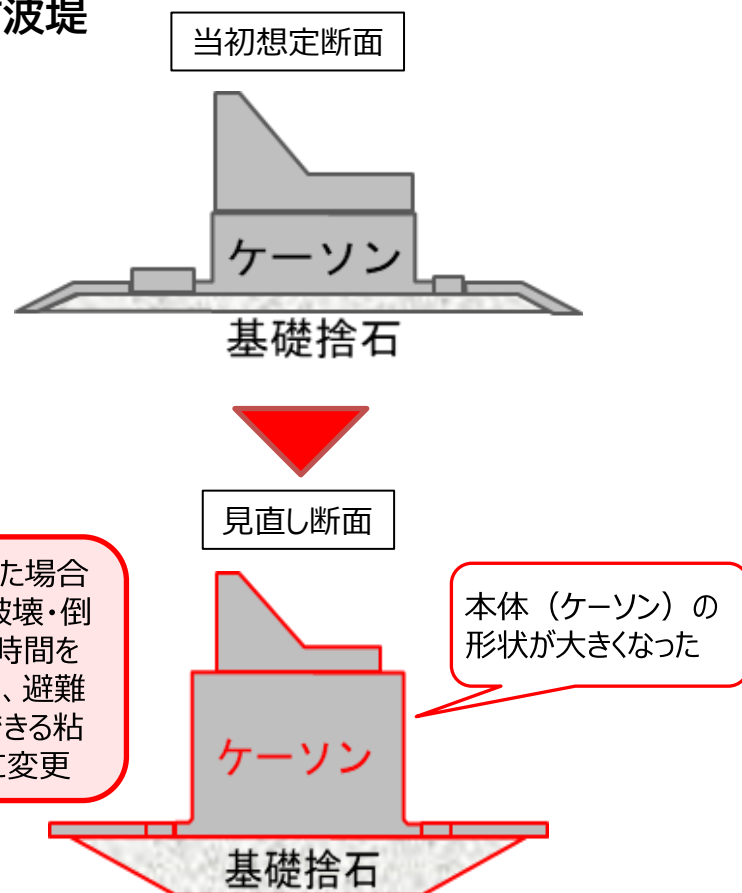 波堤
当初想定断面
ケーソン
基礎捨石
見直し断面
た場合
破壊・倒
時間を
、避難
できる粘
に変更
本体（ケーソン）の
形状が大きくなった
ケーソン
基礎捨石